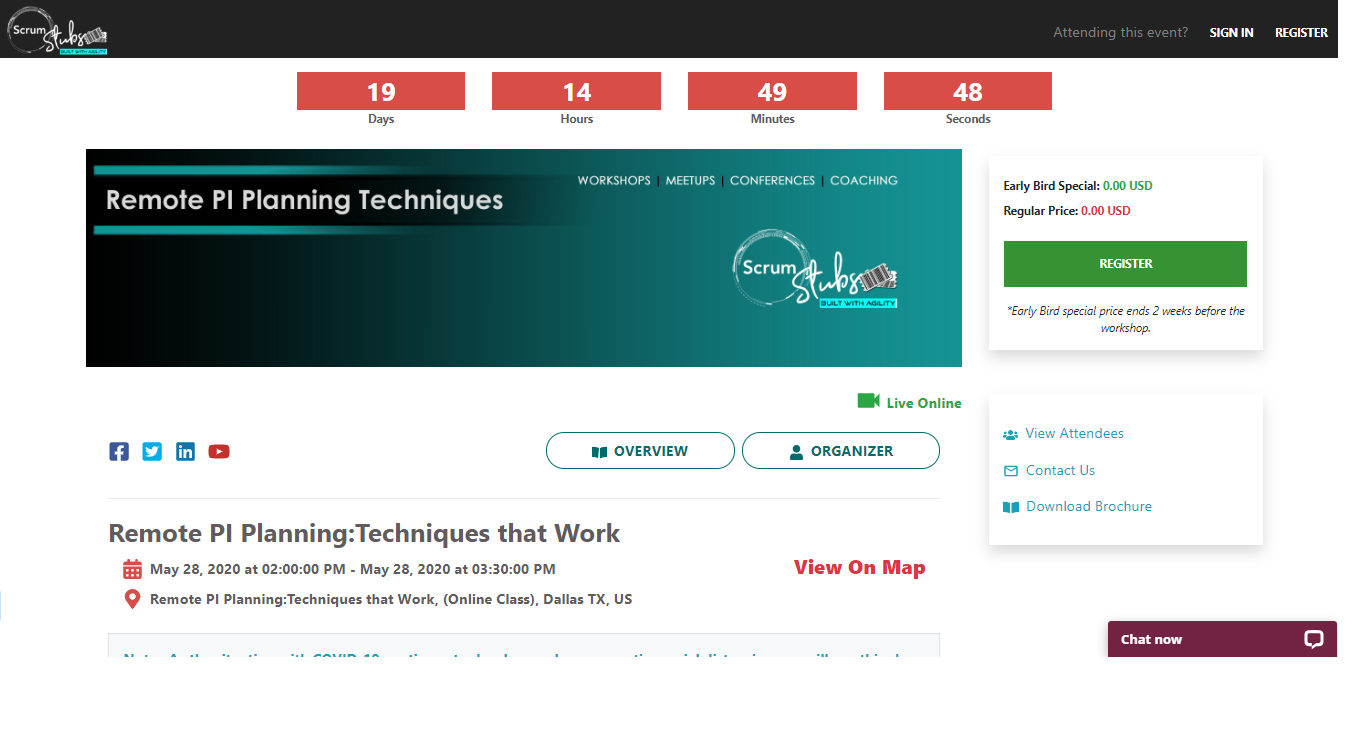 Scrum
Stubs
BUILT WITH AGILITY
Attending this event? SIGN IN REGISTER
19 14 49 48
Days Hours Minutes Seconds
Remote PI Planning Techniques
WORKSHOPS | MEETUPS | CONFERENCES | COACHING
Scrum
Stubs
BUILT WITH AGILITY
Early Bird Special: 0.00 USD
Regular Price: 0.00 USD
REGISTER
*Early Bird special price ends 2 weeks before the
workshop.
Live Online
OVERVIEW ORGANIZER
View Attendees
Contact Us
Download Brochure
Remote PI Planning:Techniques that Work
May 28, 2020 at 02:00:00 PM - May 28, 2020 at 03:30:00 PM
View On Map
Remote PI Planning:Techniques that Work, (Online Class), Dallas TX, US
Chat now